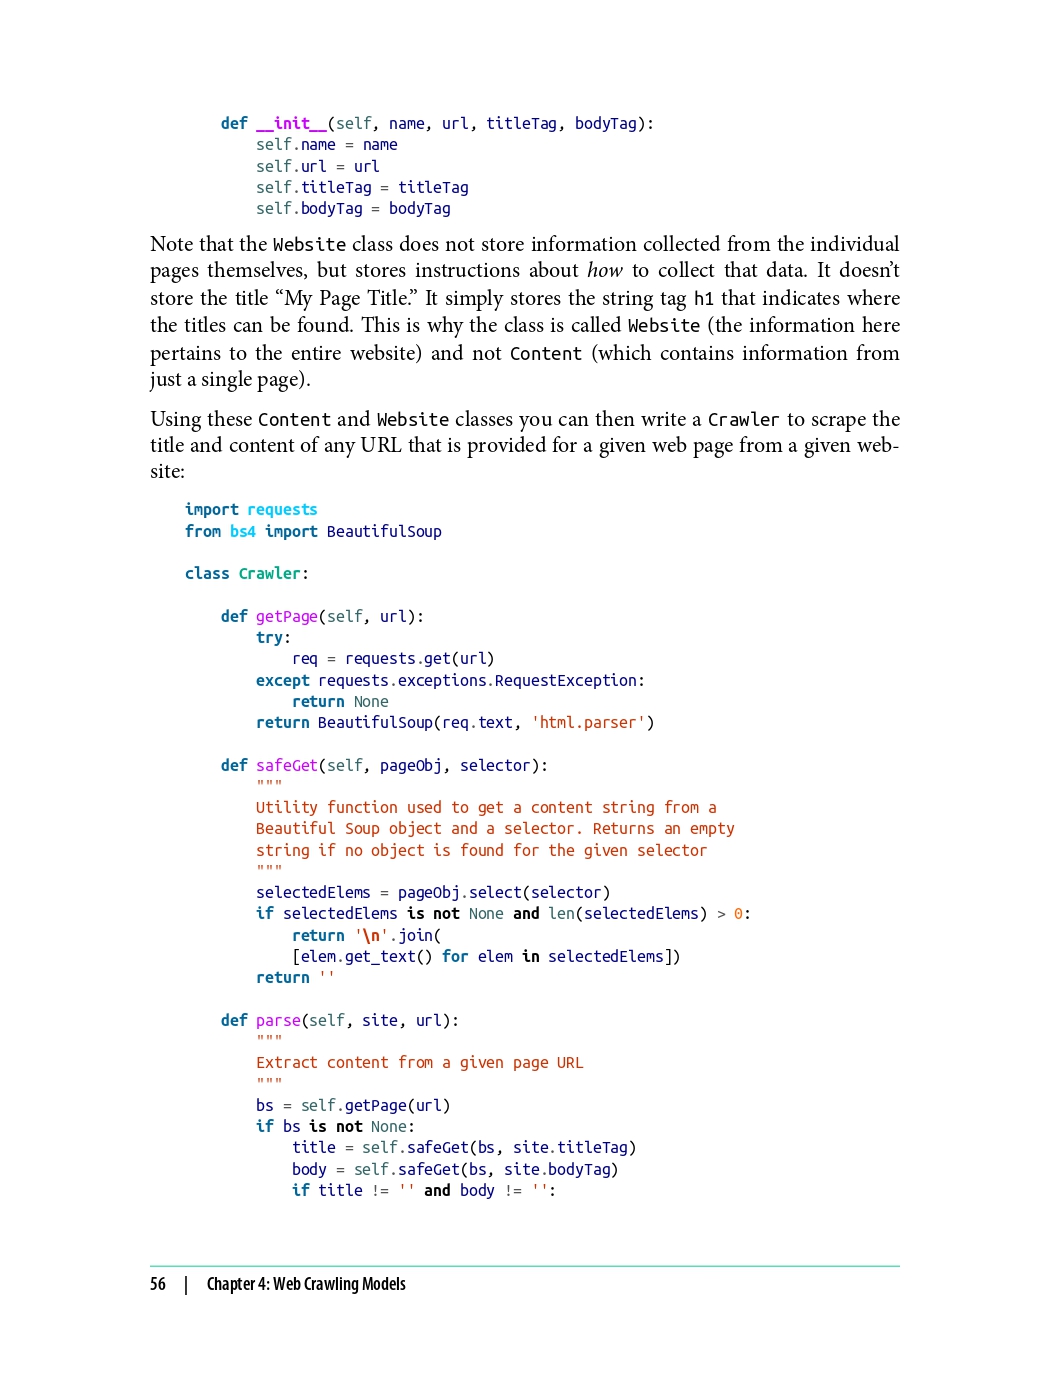 def __init__(self, name, url, titleTag, bodyTag):
        self.name = name
        self.url = url
        self.titleTag = titleTag
        self.bodyTag = bodyTag
Note that the Website class does not store information collected from the individual
pages themselves, but stores instructions about how to collect that data. It doesn’t
store the title “My Page Title.” It simply stores the string tag h1 that indicates where
the titles can be found. This is why the class is called Website (the information here
pertains to the entire website) and not Content (which contains information from
just a single page).
Using these Content and Website classes you can then write a Crawler to scrape the
title and content of any URL that is provided for a given web page from a given web-
site:
import requests
from bs4 import BeautifulSoup
class Crawler:
    def getPage(self, url):
        try:
            req = requests.get(url)
        except requests.exceptions.RequestException:
            return None
        return BeautifulSoup(req.text, 'html.parser')
    def safeGet(self, pageObj, selector):
        """
        Utility function used to get a content string from a
        Beautiful Soup object and a selector. Returns an empty
        string if no object is found for the given selector
        """
        selectedElems = pageObj.select(selector)
        if selectedElems is not None and len(selectedElems) > 0:
            return '\n'.join(
            [elem.get_text() for elem in selectedElems])
        return ''
    def parse(self, site, url):
        """
        Extract content from a given page URL
        """
        bs = self.getPage(url)
        if bs is not None:
            title = self.safeGet(bs, site.titleTag)
            body = self.safeGet(bs, site.bodyTag)
            if title != '' and body != '':
56 | Chapter 4: Web Crawling Models